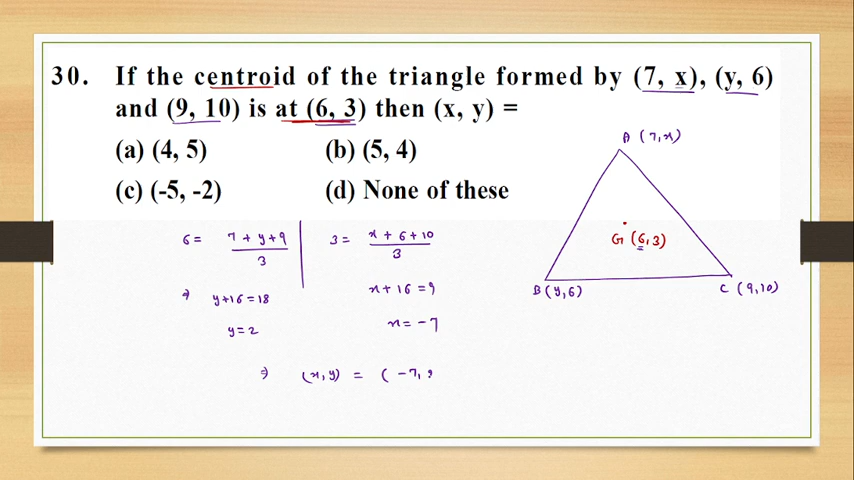 30. If the centroid of the triangle formed by (7, x), (y, 6)
and (9, 10) is at (6, 3) then (x, y) =
(a) (4, 5) (b) (5, 4)
(c) (-5, -2) (d) None of these
A (7,x)
G (6,3)
B (y,6) C (9,10)
6 = 7 + y + 9 / 3 3 = x + 6 + 10 / 3
⇒ y+16 = 18 x + 16 = 9
y = 2 x = -7
⇒ (x,y) = ( -7,